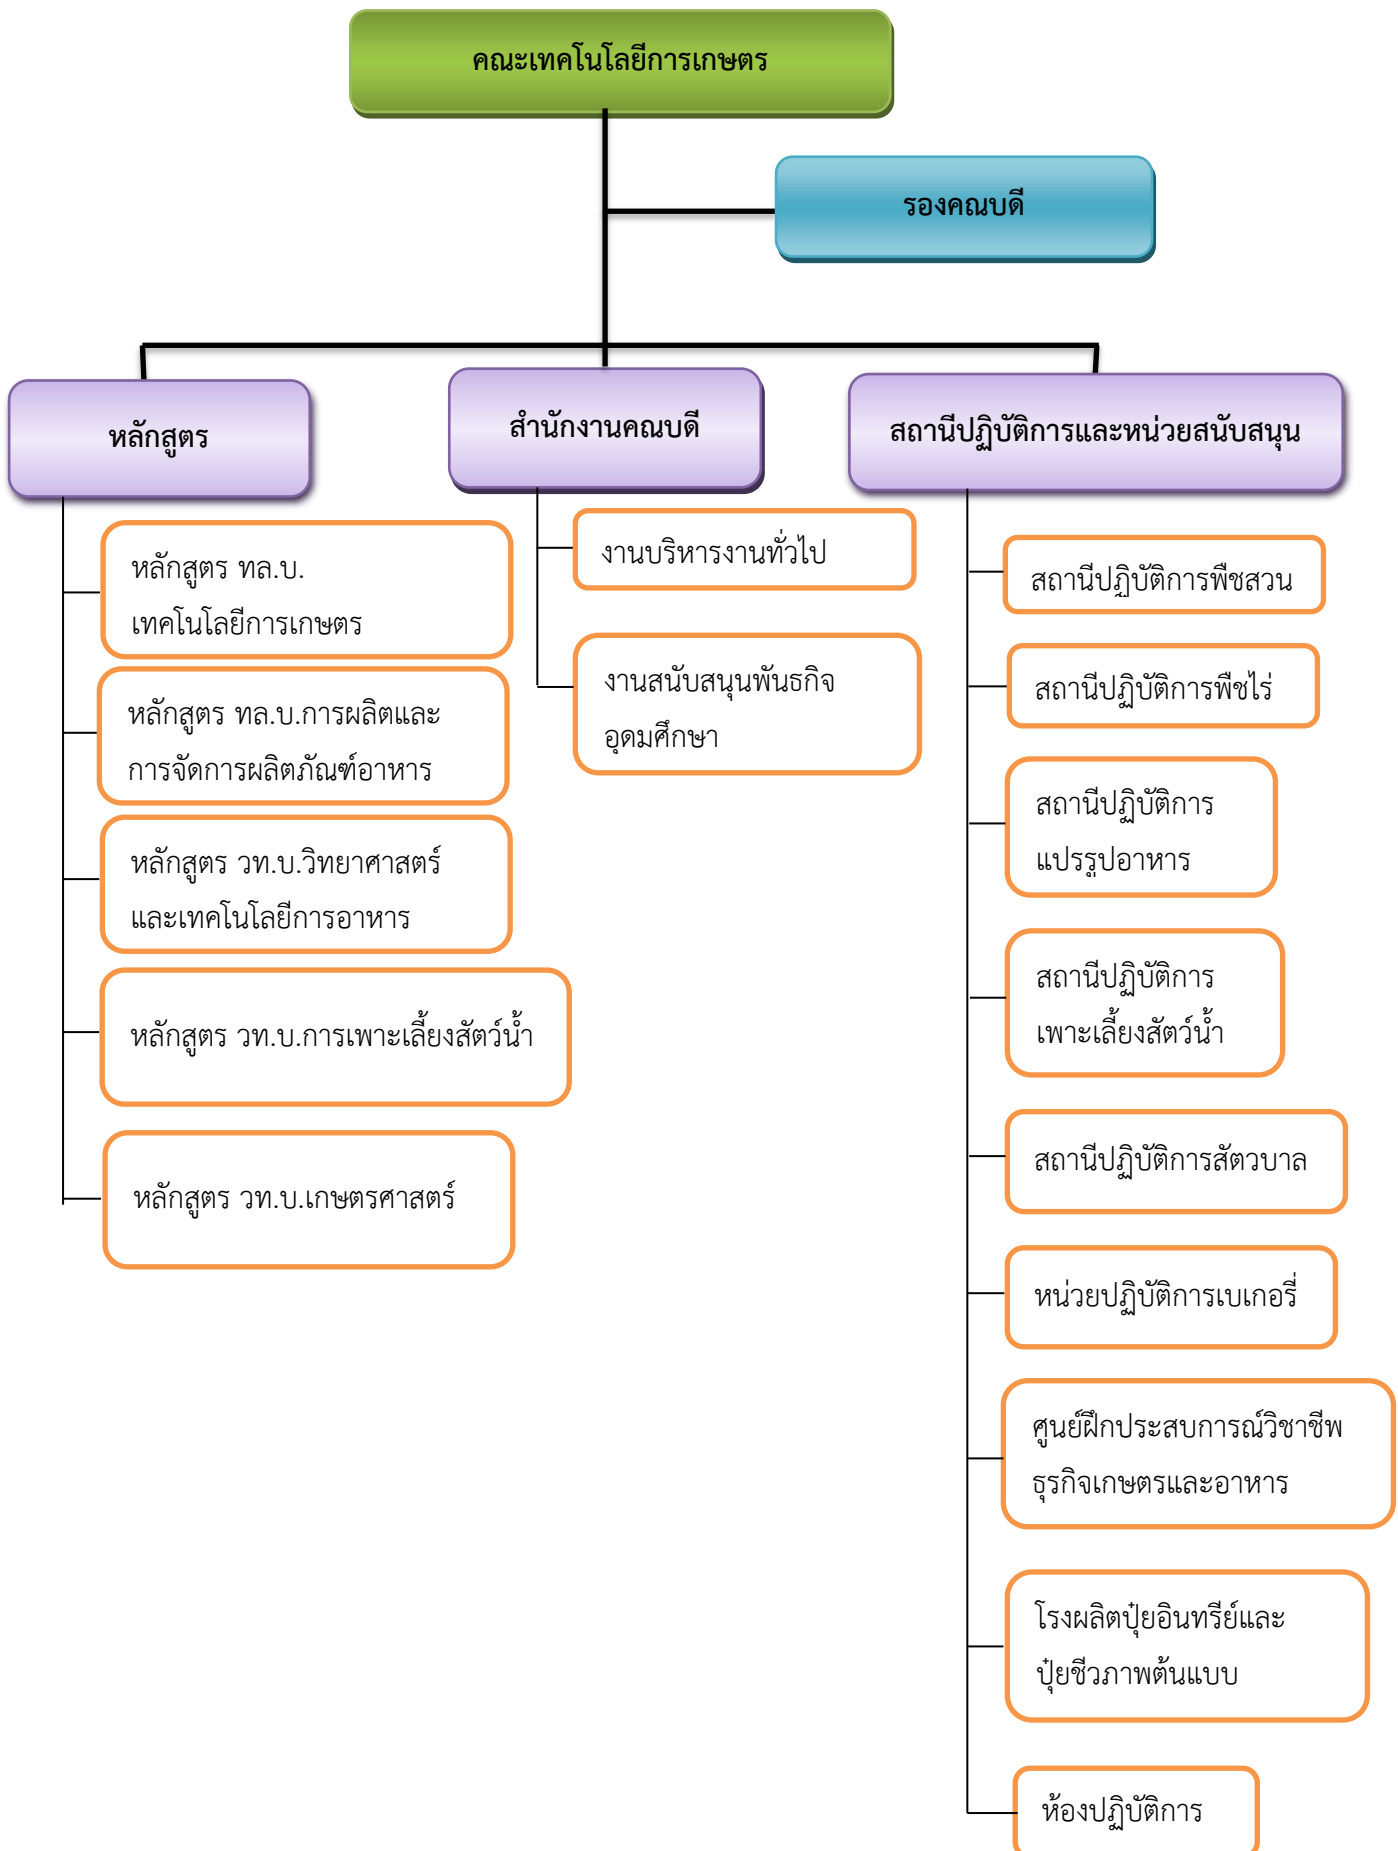 คณะเทคโนโลยีการเกษตร
รองคณบดี
หลักสูตร
สำนักงานคณบดี
สถานีปฏิบัติการและหน่วยสนับสนุน
หลักสูตร ทล.บ.
เทคโนโลยีการเกษตร
หลักสูตร ทล.บ.การผลิตและ
การจัดการผลิตภัณฑ์อาหาร
หลักสูตร วท.บ.วิทยาศาสตร์
และเทคโนโลยีการอาหาร
หลักสูตร วท.บ.การเพาะเลี้ยงสัตว์น้ำ
หลักสูตร วท.บ.เกษตรศาสตร์
งานบริหารงานทั่วไป
งานสนับสนุนพันธกิจ
อุดมศึกษา
สถานีปฏิบัติการพืชสวน
สถานีปฏิบัติการพืชไร่
สถานีปฏิบัติการ
แปรรูปอาหาร
สถานีปฏิบัติการ
เพาะเลี้ยงสัตว์น้ำ
สถานีปฏิบัติการสัตวบาล
หน่วยปฏิบัติการเบเกอรี่
ศูนย์ฝึกประสบการณ์วิชาชีพ
ธุรกิจเกษตรและอาหาร
โรงผลิตปุ๋ยอินทรีย์และ
ปุ๋ยชีวภาพต้นแบบ
ห้องปฏิบัติการ